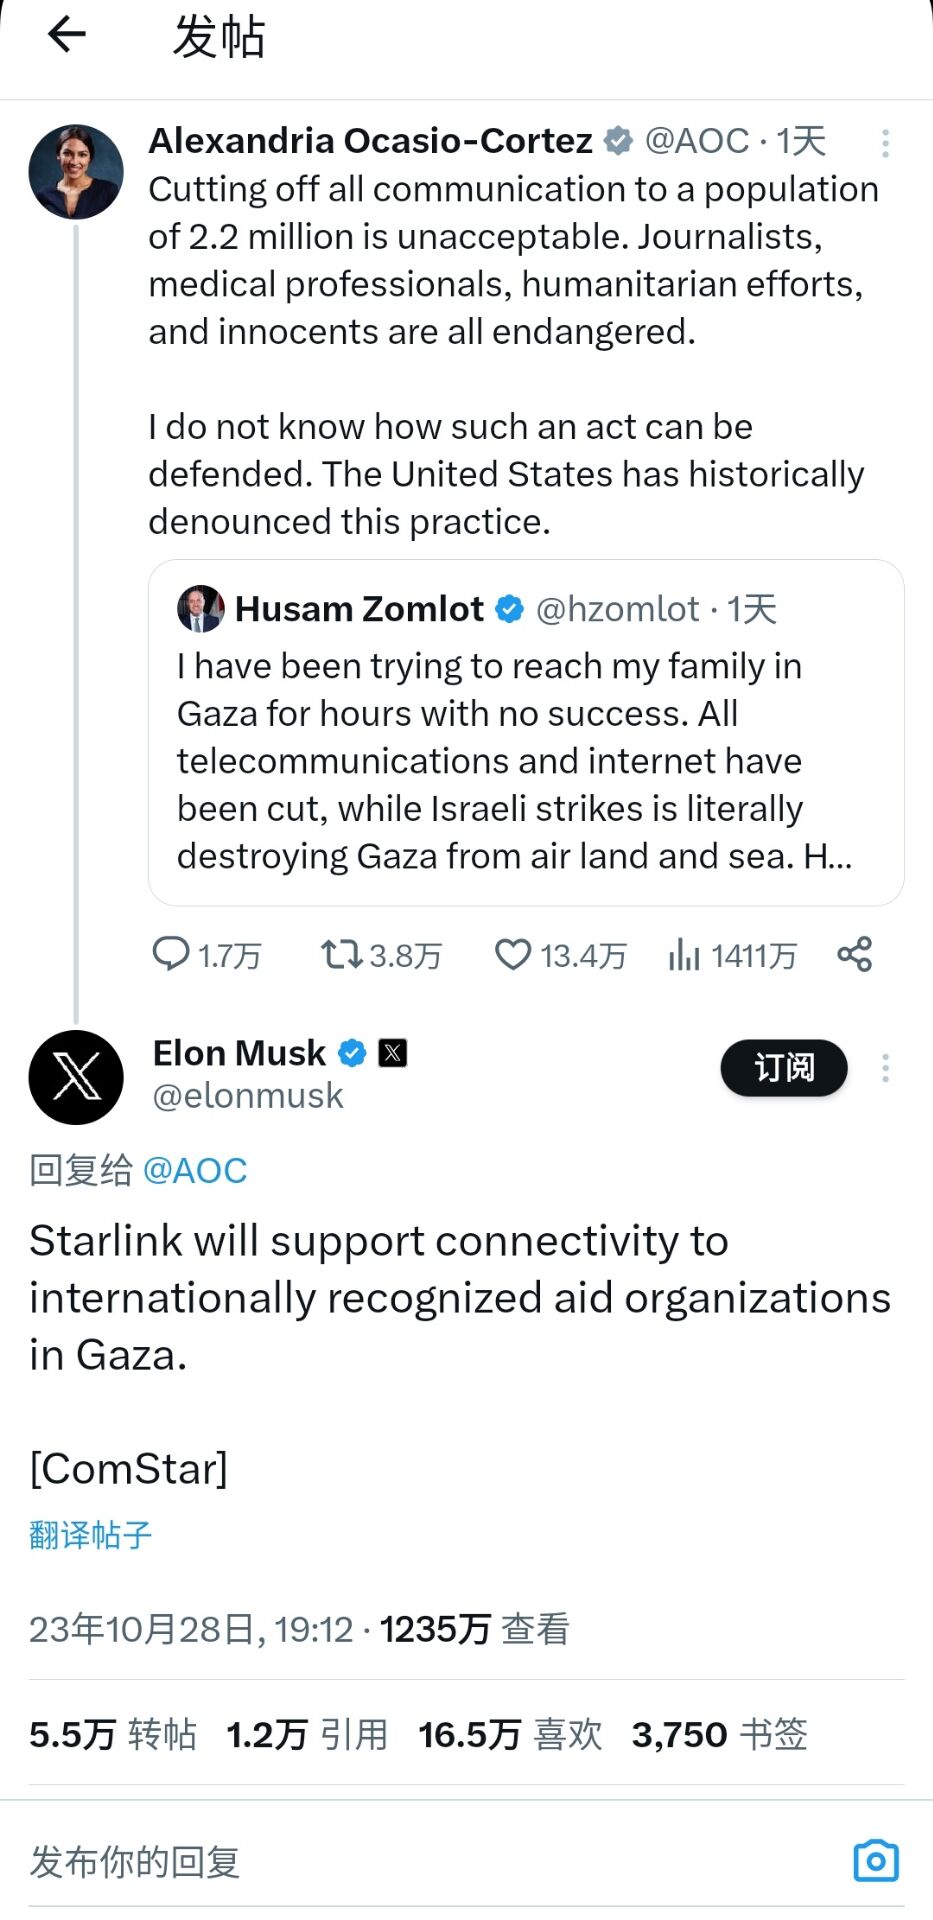 发帖
Alexandria Ocasio-Cortez @AOC · 1天
Cutting off all communication to a population
of 2.2 million is unacceptable. Journalists,
medical professionals, humanitarian efforts,
and innocents are all endangered.
I do not know how such an act can be
defended. The United States has historically
denounced this practice.
Husam Zomlot @hzomlot · 1天
I have been trying to reach my family in
Gaza for hours with no success. All
telecommunications and internet have
been cut, while Israeli strikes is literally
destroying Gaza from air land and sea. H...
1.7万 3.8万 13.4万 1411万
Elon Musk X
@elonmusk
订阅
回复给 @AOC
Starlink will support connectivity to
internationally recognized aid organizations
in Gaza.
[ComStar]
翻译帖子
23年10月28日, 19:12 · 1235万 查看
5.5万 转帖 1.2万 引用 16.5万 喜欢 3,750 书签
发布你的回复